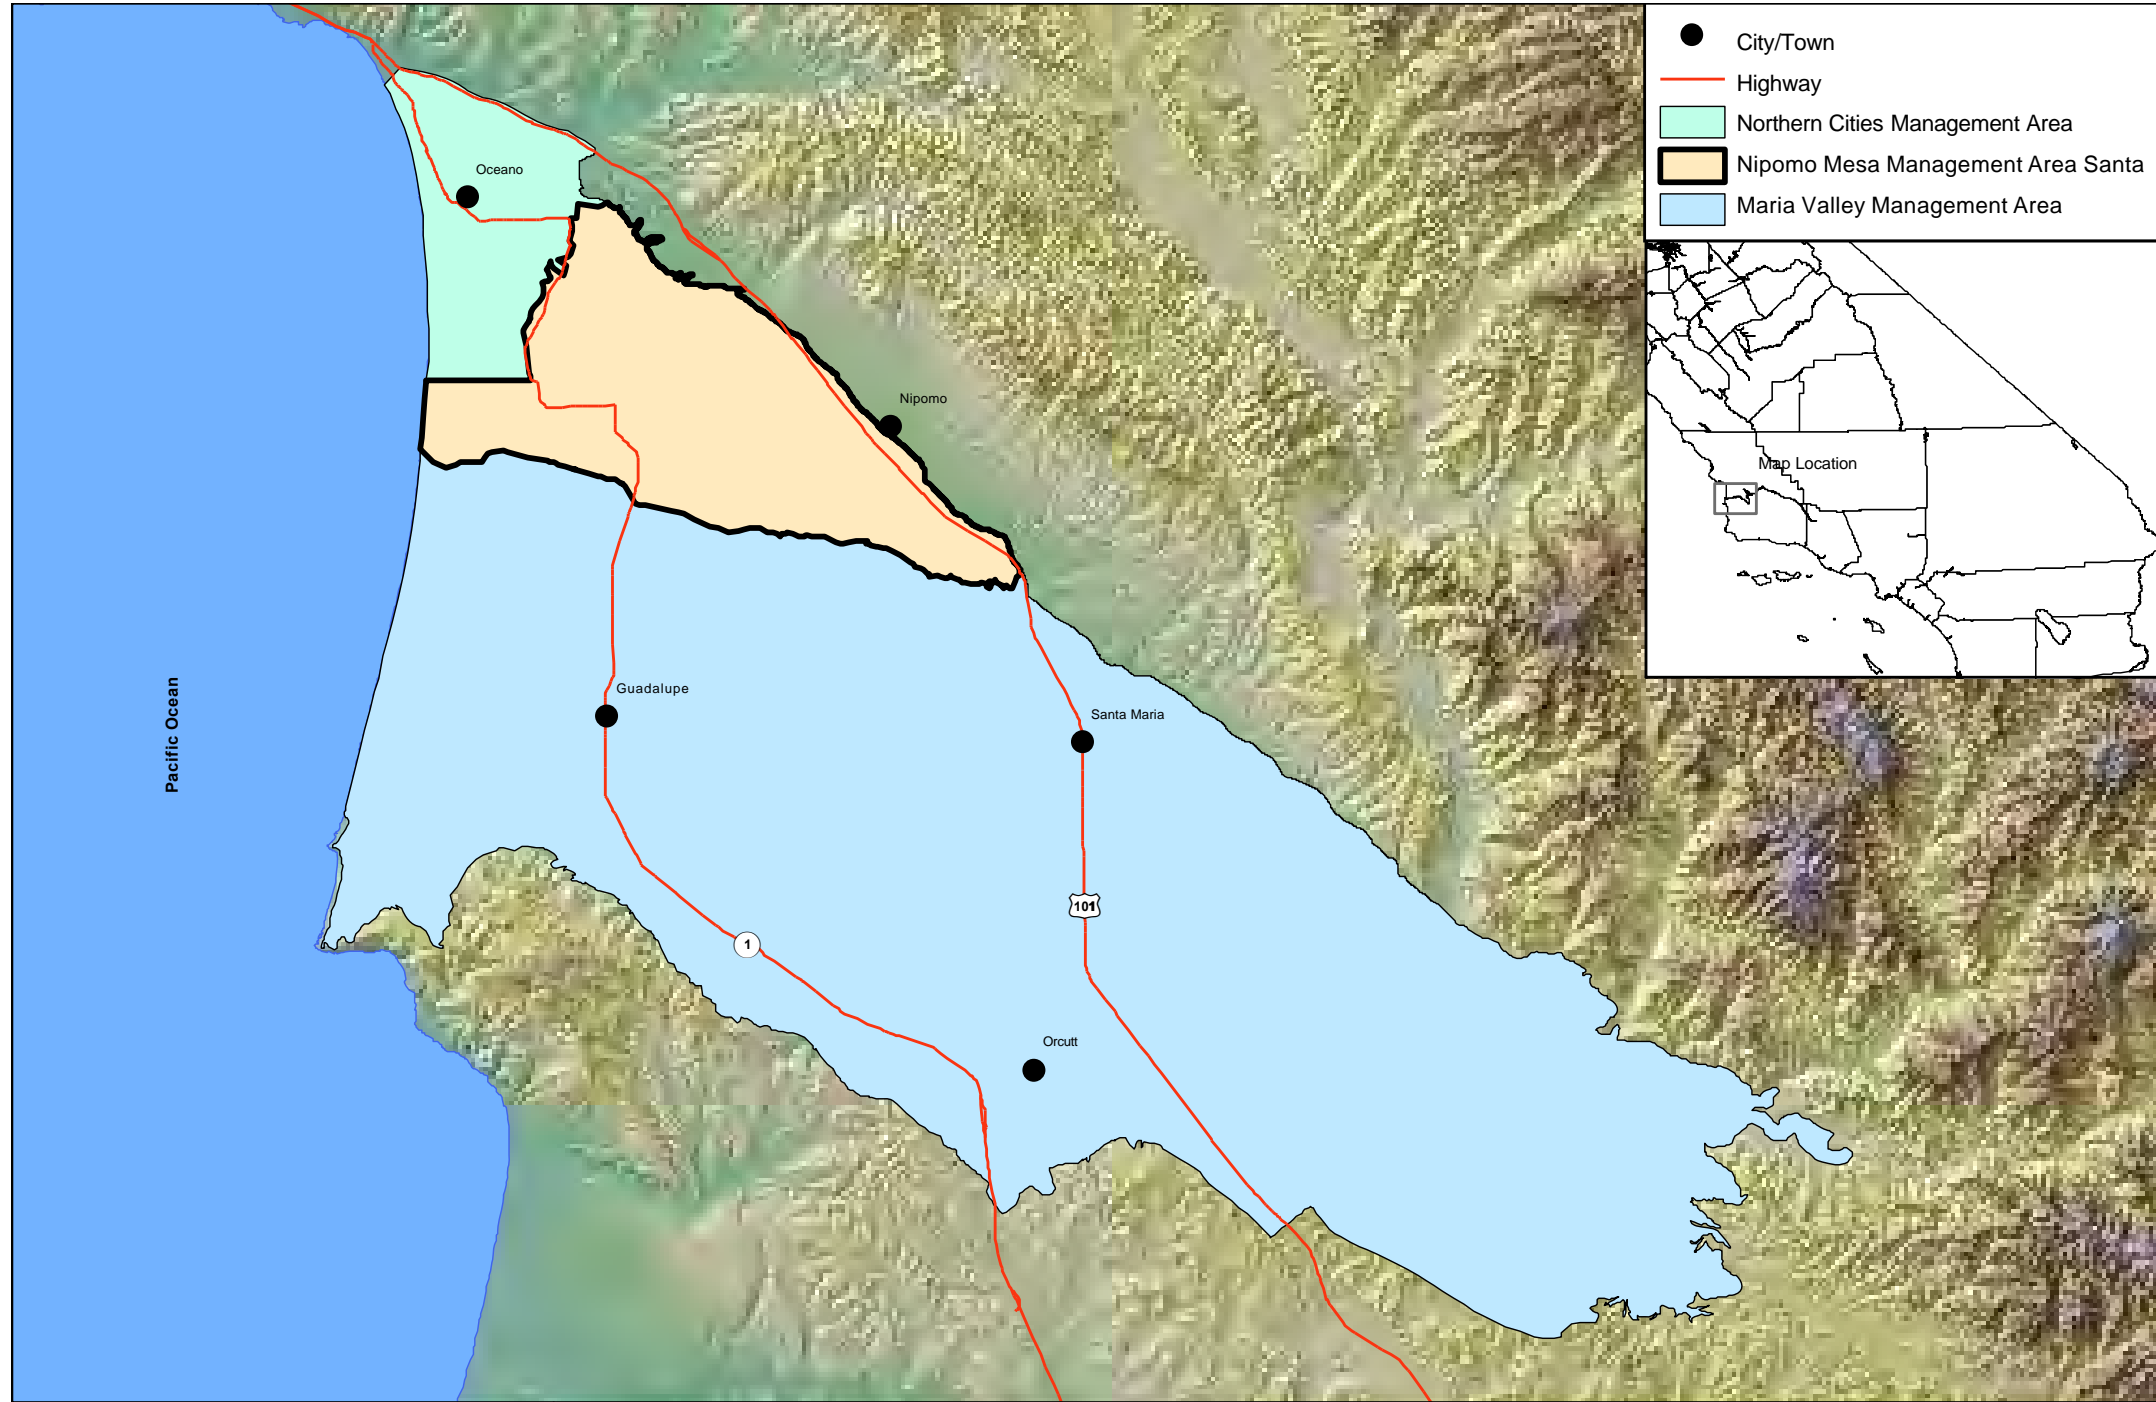 City/Town
Highway
Northern Cities Management Area
Nipomo Mesa Management Area Santa
Maria Valley Management Area
Map Location
Oceano
Nipomo
Guadalupe
Santa Maria
Pacific Ocean
101
1
Orcutt